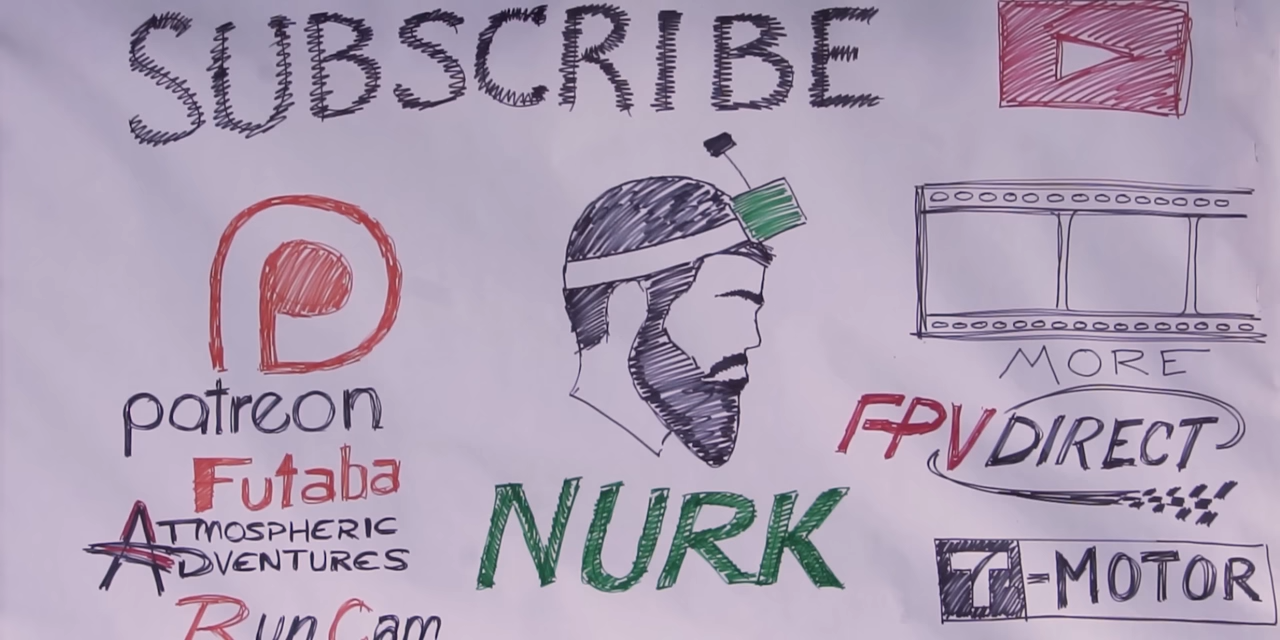 SUBSCRIBE
patreon
Futaba
ATMOSPHERIC
ADVENTURES
RunCam
NURK
MORE
FPV DIRECT
T-MOTOR